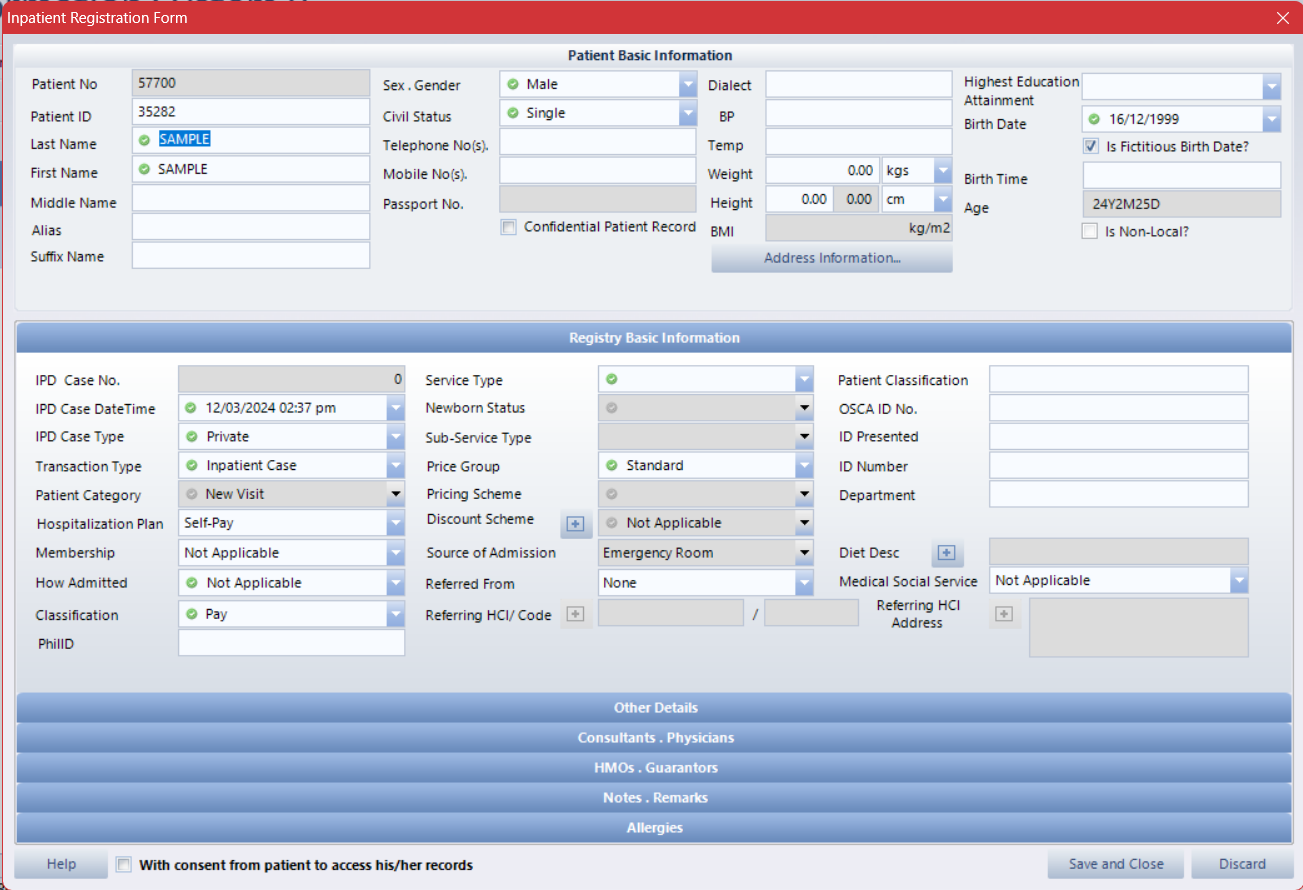 Inpatient Registration Form
Patient Basic Information
Patient No 57700
Patient ID 35282
Last Name SAMPLE
First Name SAMPLE
Middle Name
Alias
Suffix Name
Sex . Gender Male
Civil Status Single
Telephone No(s).
Mobile No(s).
Passport No.
Confidential Patient Record
Dialect
BP
Temp
Weight 0.00 kgs
Height 0.00 0.00 cm
BMI kg/m2
Address Information...
Highest Education
Attainment
Birth Date 16/12/1999
Is Fictitious Birth Date?
Birth Time
Age 24Y2M25D
Is Non-Local?
Registry Basic Information
IPD Case No. 0
IPD Case DateTime 12/03/2024 02:37 pm
IPD Case Type Private
Transaction Type Inpatient Case
Patient Category New Visit
Hospitalization Plan Self-Pay
Membership Not Applicable
How Admitted Not Applicable
Classification Pay
PhilID
Service Type
Newborn Status
Sub-Service Type
Price Group Standard
Pricing Scheme
Discount Scheme Not Applicable
Source of Admission Emergency Room
Referred From None
Referring HCI/ Code /
Patient Classification
OSCA ID No.
ID Presented
ID Number
Department
Diet Desc
Medical Social Service Not Applicable
Referring HCI
Address
Other Details
Consultants . Physicians
HMOs . Guarantors
Notes . Remarks
Allergies
Help
With consent from patient to access his/her records
Save and Close
Discard